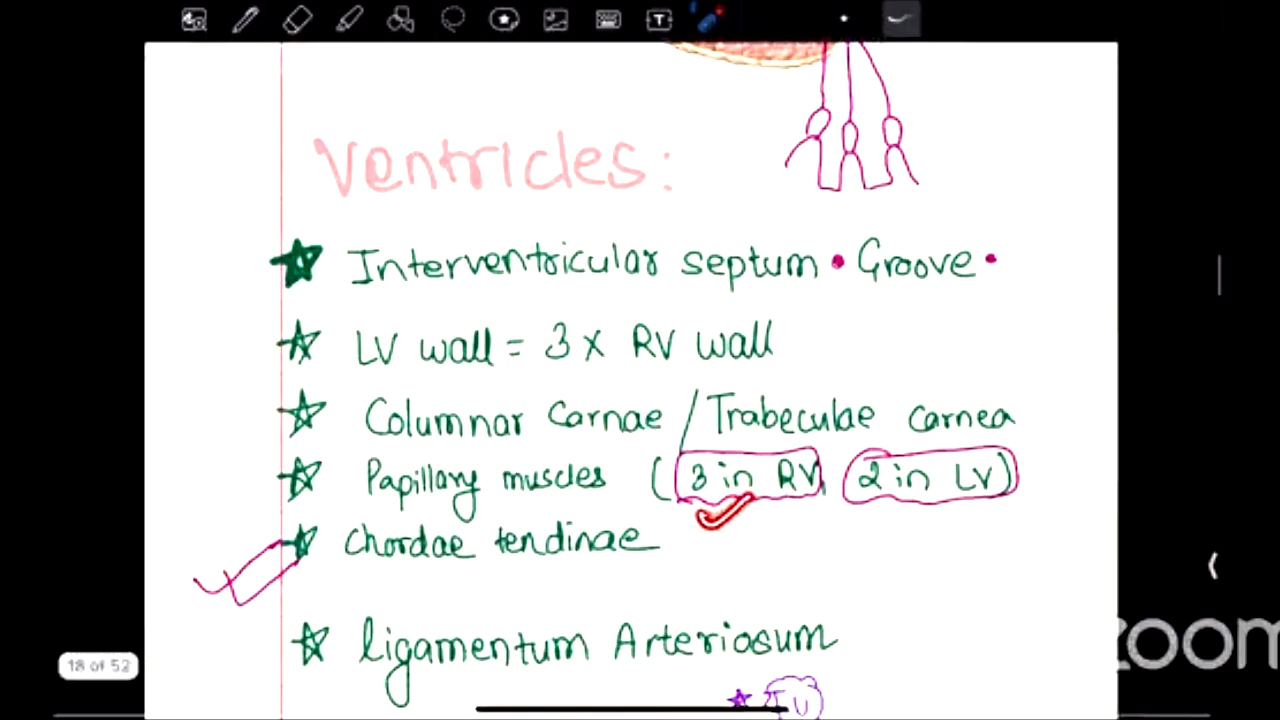 T
Ventricles:
Interventricular septum • Groove •
LV wall = 3 x RV wall
Columnar Carnae / Trabeculae carnea
Papillary muscles ( 3 in RV, 2 in LV)
Chordae tendinae
ligamentum Arteriosum
18 of 52
zoom